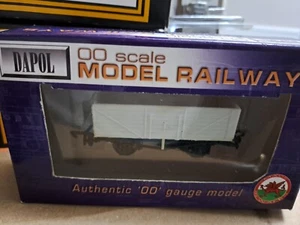 DAPOL
OO scale
MODEL RAILWAY
Authentic 'OO' gauge model